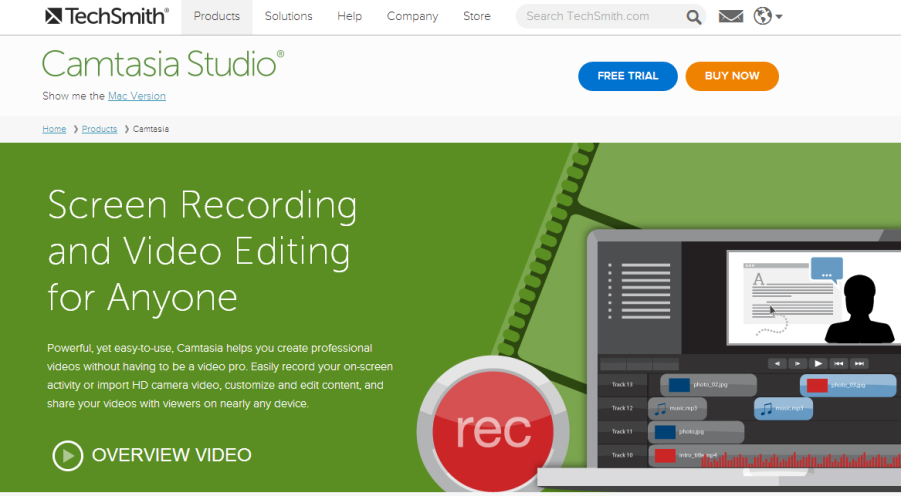 TechSmith®
Products
Solutions
Help
Company
Store
Search TechSmith.com
Camtasia Studio®
Show me the Mac Version
FREE TRIAL
BUY NOW
Home ❯ Products ❯ Camtasia
Screen Recording
and Video Editing
for Anyone
Powerful, yet easy-to-use, Camtasia helps you create professional
videos without having to be a video pro. Easily record your on-screen
activity or import HD camera video, customize and edit content, and
share your videos with viewers on nearly any device.
OVERVIEW VIDEO
rec
A
Track 13 photo_02.jpg photo_03.jpg
Track 12 music.mp3 music.mp3
Track 11 photo.jpg
Track 10 intro_title.mp4